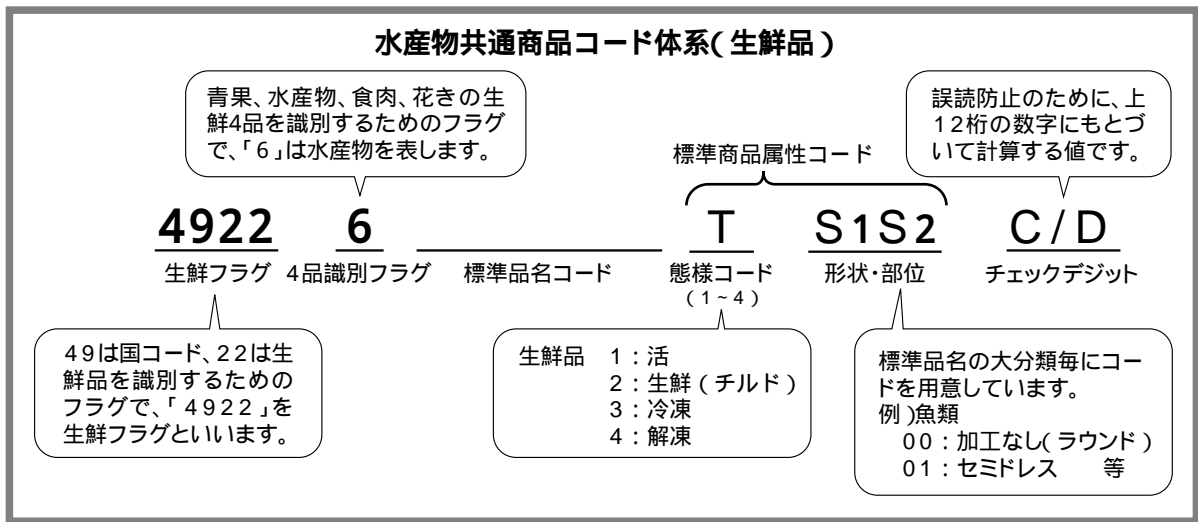 水産物共通商品コード体系(生鮮品)
青果、水産物、食肉、花きの生
鮮4品を識別するためのフラグ
で、「6」は水産物を表します。
誤読防止のために、上
12桁の数字にもとづ
いて計算する値です。
標準商品属性コード
4922 6 T S1S2 C/D
生鮮フラグ 4品識別フラグ 標準品名コード 態様コード 形状・部位 チェックデジット
(1~4)
49は国コード、22は生
鮮品を識別するための
フラグで、「4922」を
生鮮フラグといいます。
生鮮品 1:活
2:生鮮(チルド)
3:冷凍
4:解凍
標準品名の大分類毎にコー
ドを用意しています。
例)魚類
00:加工なし(ラウンド)
01:セミドレス 等